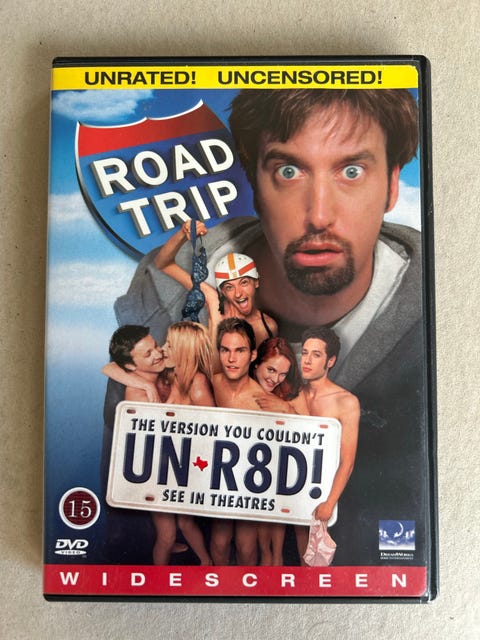 UNRATED! UNCENSORED!
ROAD
TRIP
THE VERSION YOU COULDN'T
UN R8D!
SEE IN THEATRES
15
DVD
VIDEO
DREAMWORKS
WIDESCREEN